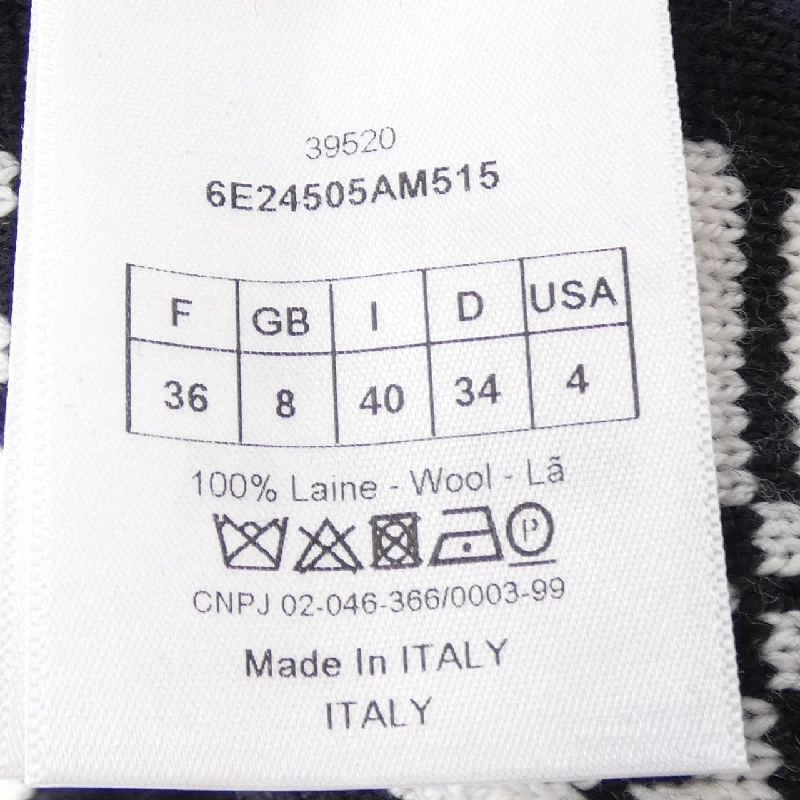 39520
6E24505AM515
F GB I D USA
36 8 40 34 4
100% Laine - Wool - Lã
P
CNPJ 02-046-366/0003-99
Made In ITALY
ITALY